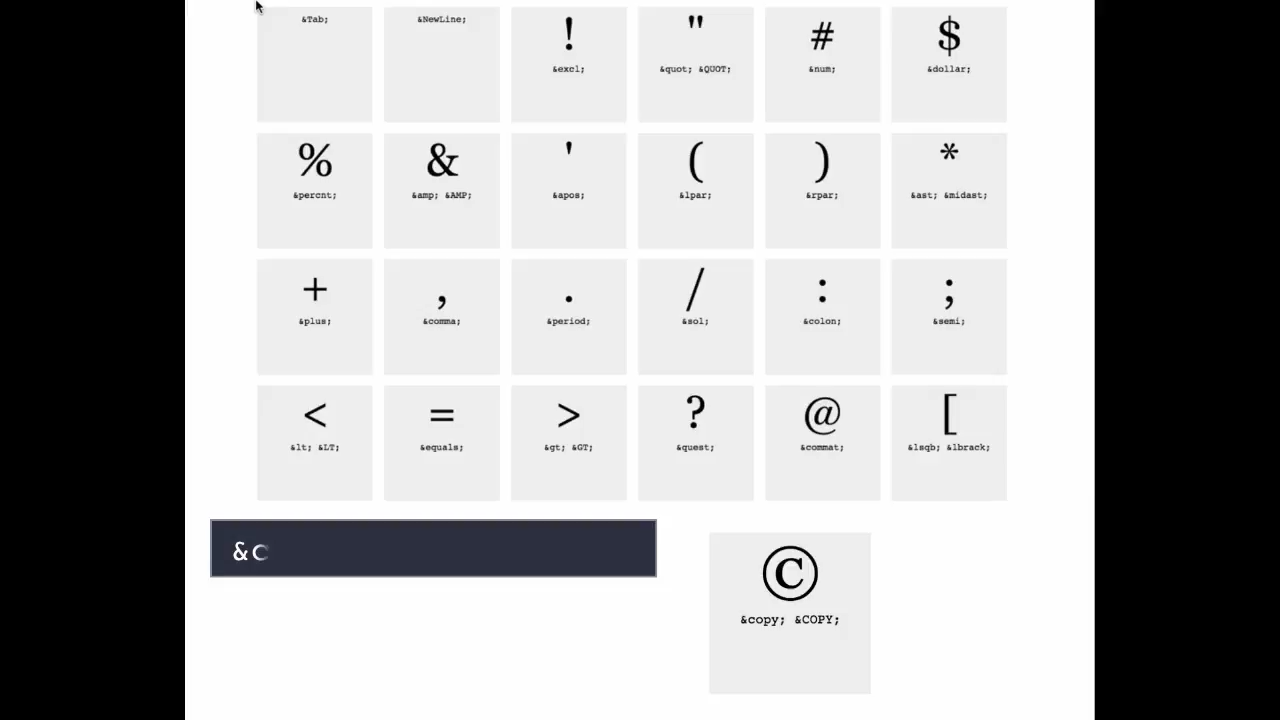 &Tab; &NewLine; ! " # $
&excl; &quot; &QUOT; &num; &dollar;
% & ' ( ) *
&percnt; &amp; &AMP; &apos; &lpar; &rpar; &ast; &midast;
+ , . / : ;
&plus; &comma; &period; &sol; &colon; &semi;
< = > ? @ [
&lt; &LT; &equals; &gt; &GT; &quest; &commat; &lsqb; &lbrack;
&c
©
&copy; &COPY;